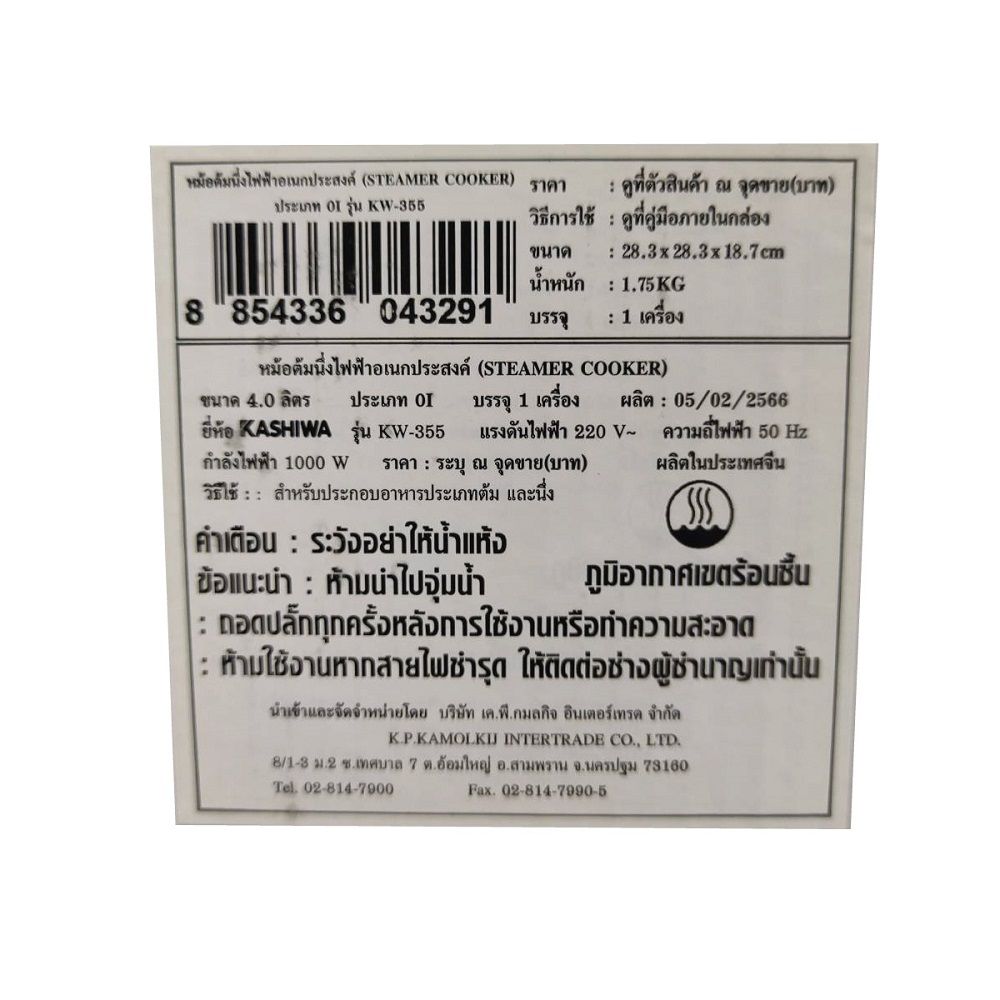 หม้อต้มนึ่งไฟฟ้าอเนกประสงค์ (STEAMER COOKER)
ประเภท 0I รุ่น KW-355
8 854336 043291
ราคา : ดูที่ตัวสินค้า ณ จุดขาย(บาท)
วิธีการใช้ : ดูที่คู่มือภายในกล่อง
ขนาด : 28.3x28.3x18.7cm
น้ำหนัก : 1.75KG
บรรจุ : 1 เครื่อง
หม้อต้มนึ่งไฟฟ้าอเนกประสงค์ (STEAMER COOKER)
ขนาด 4.0 ลิตร ประเภท 0I บรรจุ 1 เครื่อง ผลิต : 05/02/2566
ยี่ห้อ KASHIWA รุ่น KW-355 แรงดันไฟฟ้า 220 V~ ความถี่ไฟฟ้า 50 Hz
กำลังไฟฟ้า 1000 W ราคา : ระบุ ณ จุดขาย(บาท) ผลิตในประเทศจีน
วิธีใช้ : : สำหรับประกอบอาหารประเภทต้ม และนึ่ง
คำเตือน : ระวังอย่าให้น้ำแห้ง
ข้อแนะนำ : ห้ามนำไปจุ่มน้ำ ภูมิอากาศเขตร้อนชื้น
: ถอดปลั๊กทุกครั้งหลังการใช้งานหรือทำความสะอาด
: ห้ามใช้งานหากสายไฟชำรุด ให้ติดต่อช่างผู้ชำนาญเท่านั้น
นำเข้าและจัดจำหน่ายโดย บริษัท เค.พี.กมลกิจ อินเตอร์เทรด จำกัด
K.P.KAMOLKIJ INTERTRADE CO., LTD.
8/1-3 ม.2 ซ.เทศบาล 7 ต.อ้อมใหญ่ อ.สามพราน จ.นครปฐม 73160
Tel. 02-814-7900 Fax. 02-814-7990-5